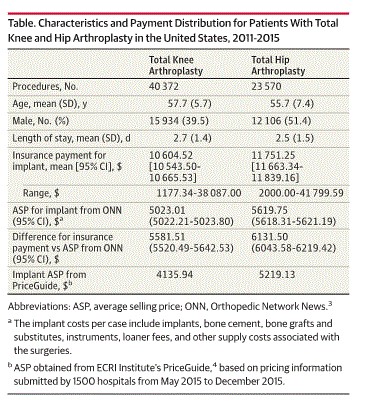 Table. Characteristics and Payment Distribution for Patients With Total
Knee and Hip Arthroplasty in the United States, 2011-2015
Total Knee Arthroplasty Total Hip Arthroplasty
Procedures, No. 40 372 23 570
Age, mean (SD), y 57.7 (5.7) 55.7 (7.4)
Male, No. (%) 15 934 (39.5) 12 106 (51.4)
Length of stay, mean (SD), d 2.7 (1.4) 2.5 (1.5)
Insurance payment for 10 604.52 11 751.25
implant, mean [95% CI], $ [10 543.50- [11 663.34-
10 665.53] 11 839.16]
Range, $ 1177.34-38 087.00 2000.00-41 799.59
ASP for implant from ONN 5023.01 5619.75
(95% CI), $a (5022.21-5023.80) (5618.31-5621.19)
Difference for insurance 5581.51 6131.50
payment vs ASP from ONN (5520.49-5642.53) (6043.58-6219.42)
(95% CI), $
Implant ASP from 4135.94 5219.13
PriceGuide, $b
Abbreviations: ASP, average selling price; ONN, Orthopedic Network News.3
a The implant costs per case include implants, bone cement, bone grafts and
substitutes, instruments, loaner fees, and other supply costs associated with
the surgeries.
b ASP obtained from ECRI Institute's PriceGuide,4 based on pricing information
submitted by 1500 hospitals from May 2015 to December 2015.